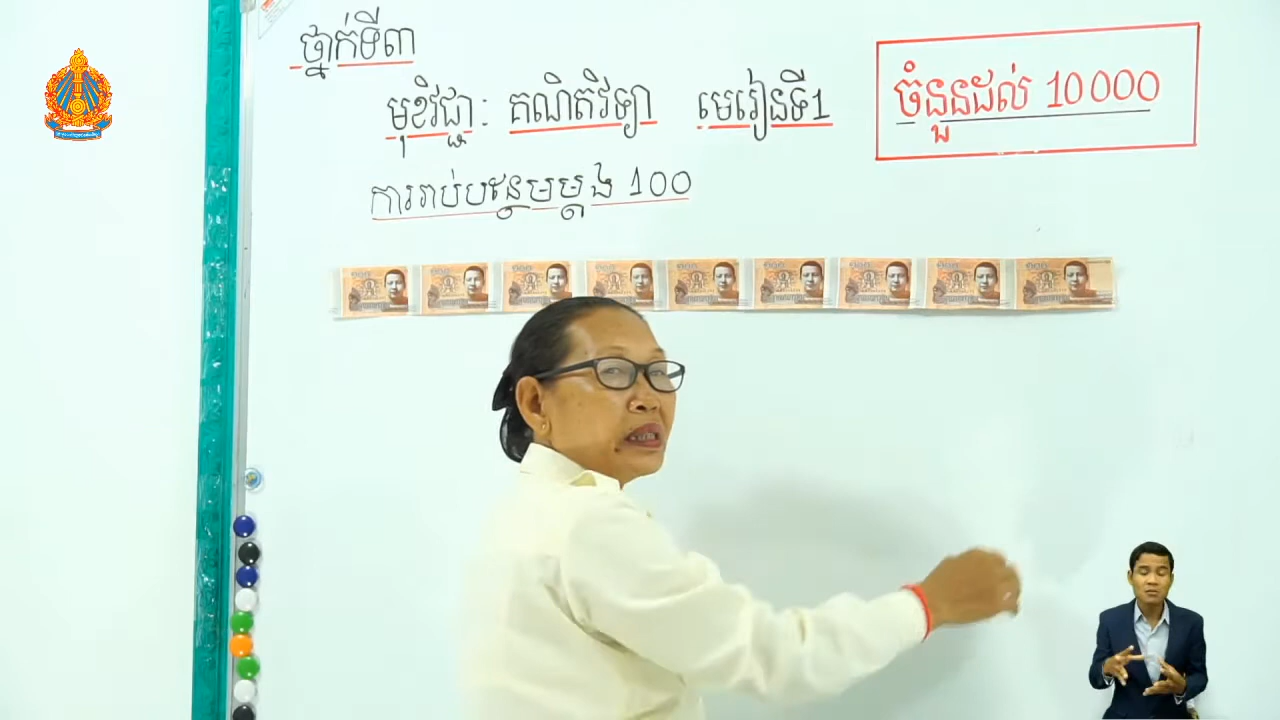 ថ្នាក់ទី៣
មុខវិជ្ជា: គណិតវិទ្យា មេរៀនទី1
ចំនួនដល់ 10000
ការរាប់បន្ថែមម្តង 100